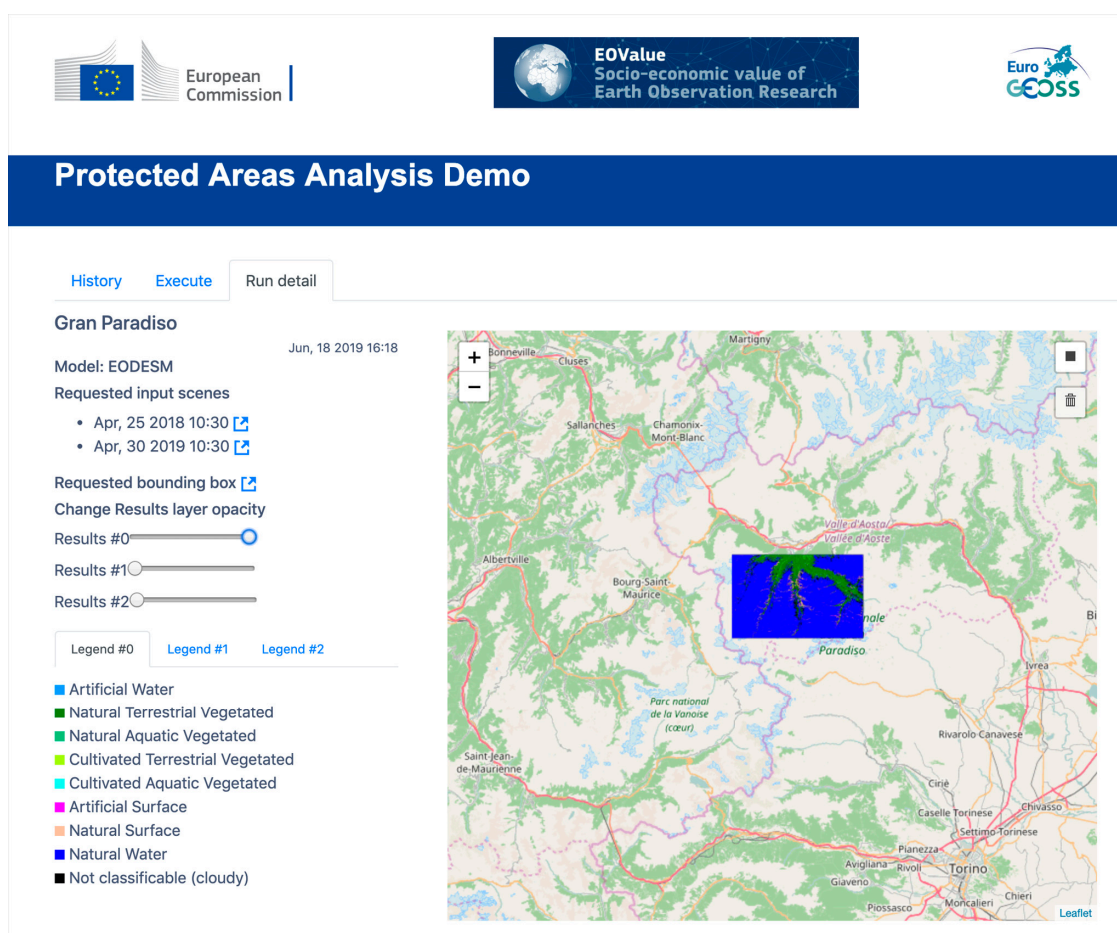 European
Commission
EOValue
Socio-economic value of
Earth Observation Research
Euro
GEOSS
Protected Areas Analysis Demo
History
Execute
Run detail
Gran Paradiso
Jun, 18 2019 16:18
Model: EODESM
Requested input scenes
• Apr, 25 2018 10:30
• Apr, 30 2019 10:30
Requested bounding box
Change Results layer opacity
Results #0
Results #1
Results #2
Legend #0
Legend #1
Legend #2
Artificial Water
Natural Terrestrial Vegetated
Natural Aquatic Vegetated
Cultivated Terrestrial Vegetated
Cultivated Aquatic Vegetated
Artificial Surface
Natural Surface
Natural Water
Not classificable (cloudy)
+
−
Martigny
Bonneville
Cluses
Sallanches
Chamonix-
Mont-Blanc
Valle d'Aosta/
Vallée d'Aoste
Albertville
Bourg-Saint-
Maurice
nale
Paradiso
Bi
Ivrea
Parc national
de la Vanoise
(cœur)
Rivarolo Canavese
Saint-Jean-
de-Maurienne
Cirié
Chivasso
Caselle Torinese
Settimo Torinese
Pianezza
Avigliana
Rivoli
Torino
Giaveno
Chieri
Moncalieri
Piossasco
Leaflet